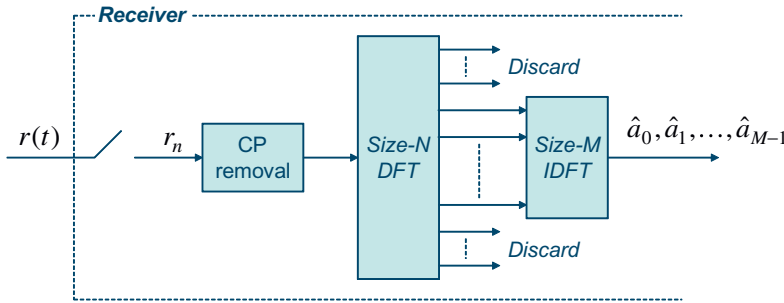 Receiver
Discard
r(t)
r_n
CP
removal
Size-N
DFT
Size-M
IDFT
â_0, â_1, ..., â_{M-1}
Discard